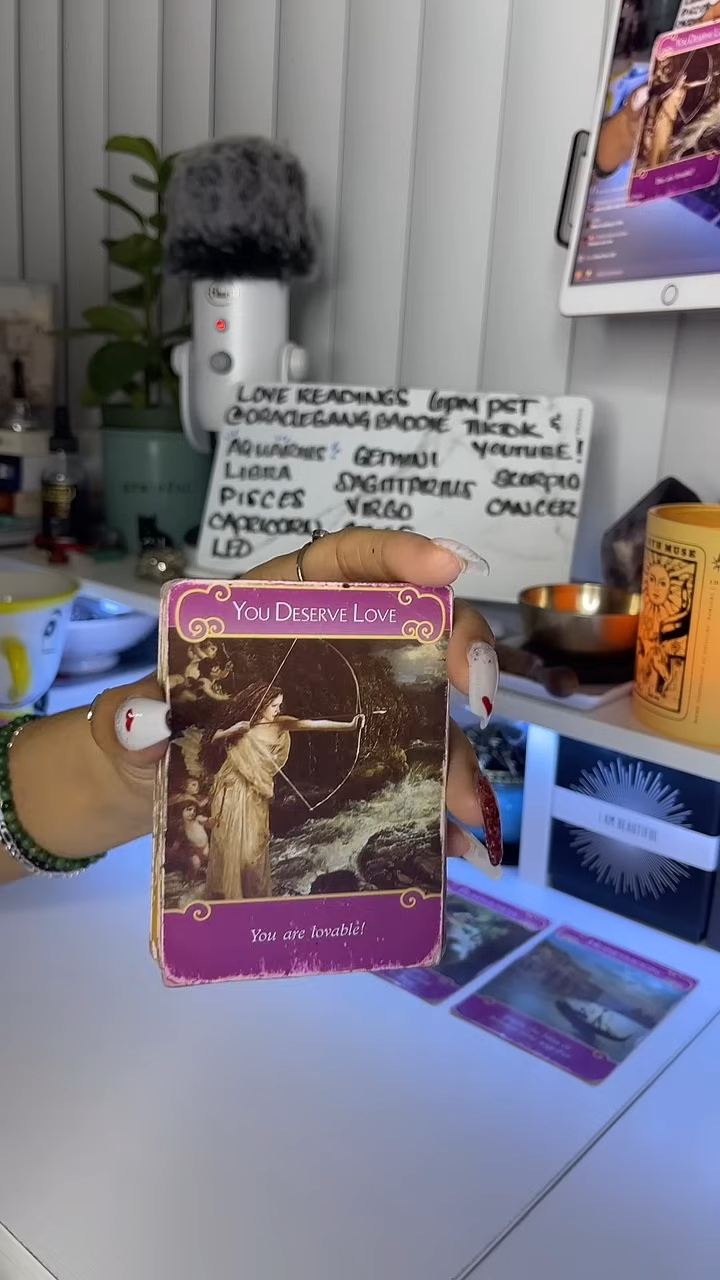 LOVE READINGS 6PM PST
@ORACLEGANGBADDIE TIKTOK &
YOUTUBE!
AQUARIUS GEMINI
LIBRA SAGITTARIUS SCORPIO
PISCES VIRGO CANCER
CAPRICORN
LEO
YOU DESERVE LOVE
You are lovable!
MUSE
I AM BEAUTIFUL